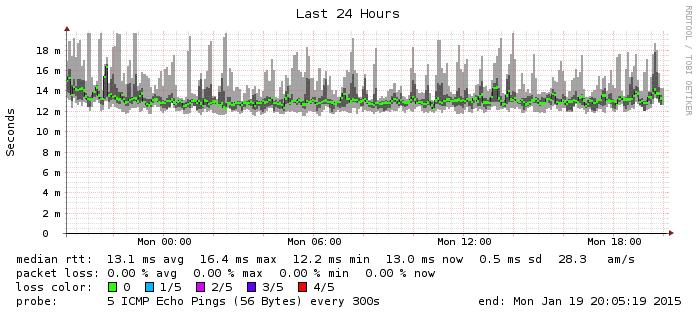 Last 24 Hours
RRDTOOL / TOBI OETIKER
Seconds
18 m
16 m
14 m
12 m
10 m
8 m
6 m
4 m
2 m
0
Mon 00:00 Mon 06:00 Mon 12:00 Mon 18:00
median rtt: 13.1 ms avg 16.4 ms max 12.2 ms min 13.0 ms now 0.5 ms sd 28.3 am/s
packet loss: 0.00 % avg 0.00 % max 0.00 % min 0.00 % now
loss color: 0 1/5 2/5 3/5 4/5
probe: 5 ICMP Echo Pings (56 Bytes) every 300s end: Mon Jan 19 20:05:19 2015